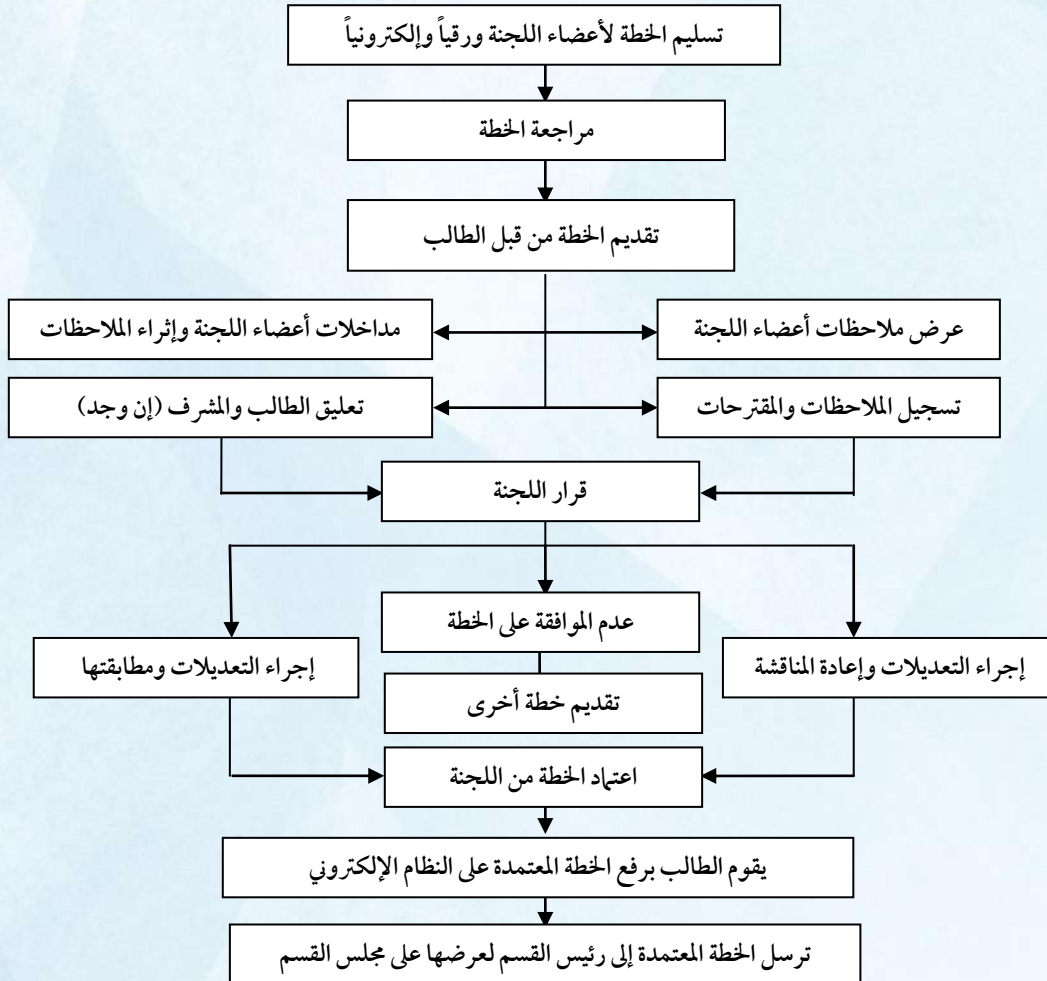 تسليم الخطة لأعضاء اللجنة ورقياً وإلكترونياً
مراجعة الخطة
تقديم الخطة من قبل الطالب
عرض ملاحظات أعضاء اللجنة
مداخلات أعضاء اللجنة وإثراء الملاحظات
تسجيل الملاحظات والمقترحات
تعليق الطالب والمشرف (إن وجد)
قرار اللجنة
عدم الموافقة على الخطة
إجراء التعديلات وإعادة المناقشة
إجراء التعديلات ومطابقتها
تقديم خطة أخرى
اعتماد الخطة من اللجنة
يقوم الطالب برفع الخطة المعتمدة على النظام الإلكتروني
ترسل الخطة المعتمدة إلى رئيس القسم لعرضها على مجلس القسم